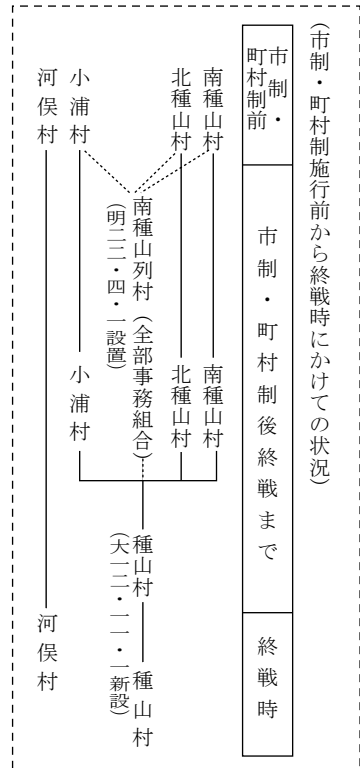 （市制・町村制施行前から終戦時にかけての状況）
市制・
町村制前
市制・町村制後終戦まで
終戦時
南種山村
南種山村
北種山村
北種山村
南種山列村（全部事務組合）
（明二二・四・一設置）
種山村
（大一二・一一・一新設）
種山村
小浦村
小浦村
河俣村
河俣村